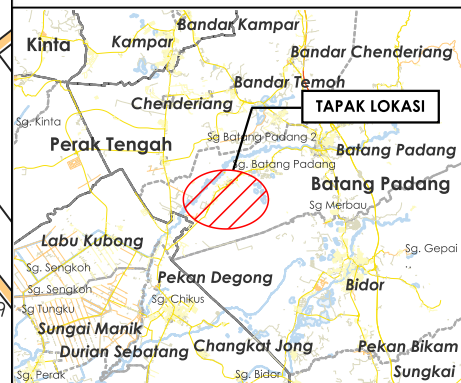 Bandar Kampar
Kinta
Kampar
Bandar Chenderiang
Bandar Temoh
Chenderiang
TAPAK LOKASI
Sg. Kinta
Sg Batang Padang 2
Perak Tengah
Batang Padang
Sg. Batang Padang
Batang Padang
Sg Merbau
Labu Kubong
Sg. Gepai
Sg. Sengkoh
Pekan Degong
Bidor
Sg. Sengkoh
Sg. Chikus
Sg Tungku
Sungai Manik
Durian Sebatang
Changkat Jong
Pekan Bikam
Sg. Perak
Sg. Bidor
Sungkai